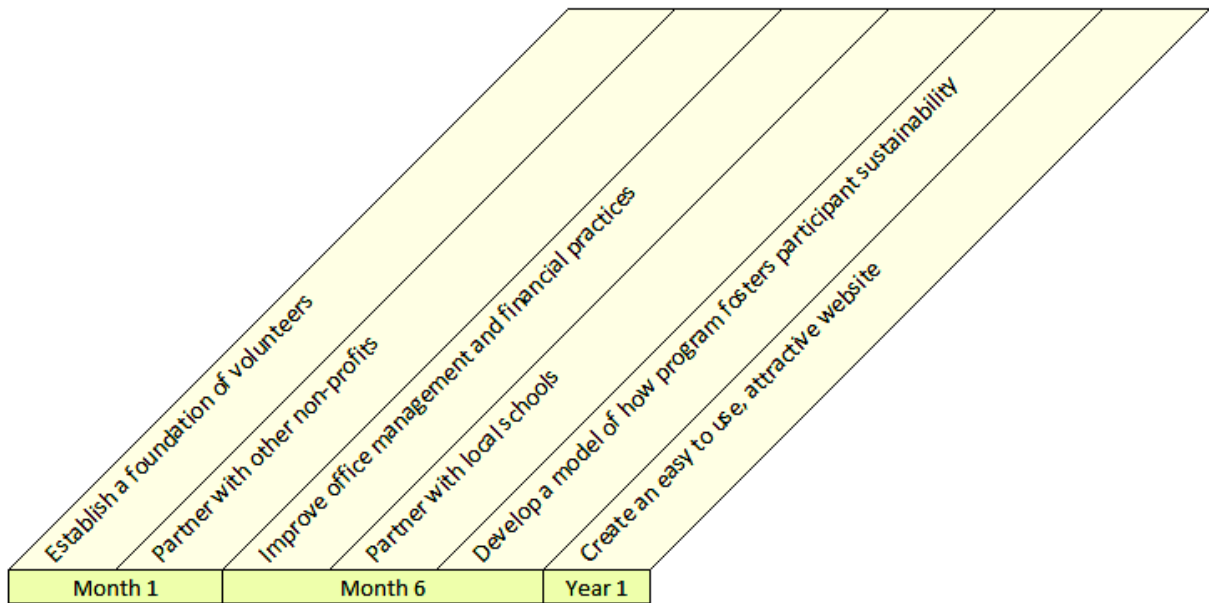 Establish a foundation of volunteers
Partner with other non-profits
Improve office management and financial practices
Partner with local schools
Develop a model of how program fosters participant sustainability
Create an easy to use, attractive website
Month 1
Month 6
Year 1